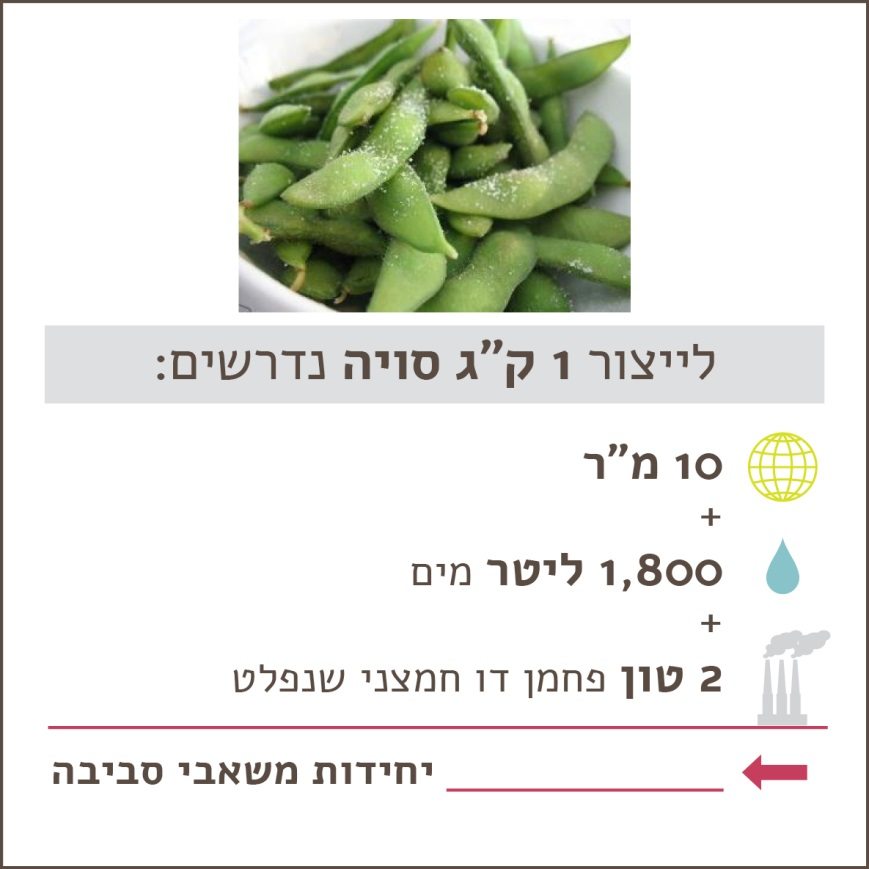 לייצור 1 ק"ג סויה נדרשים:
10 מ"ר
+
1,800 ליטר מים
+
2 טון פחמן דו חמצני שנפלט
יחידות משאבי סביבה